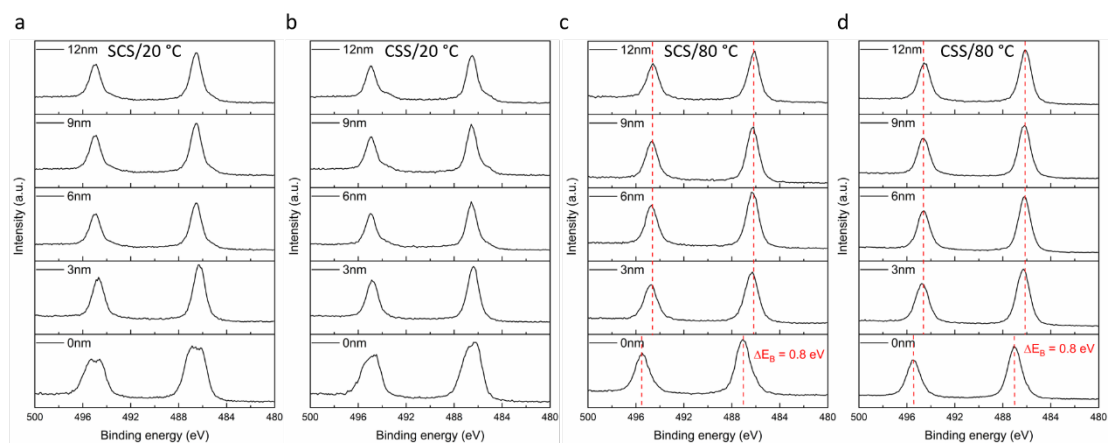 a
SCS/20 °C
12nm
9nm
6nm
3nm
0nm
Intensity (a.u.)
500 496 492 488 484 480
Binding energy (eV)
b
CSS/20 °C
12nm
9nm
6nm
3nm
0nm
Intensity (a.u.)
500 496 492 488 484 480
Binding energy (eV)
c
SCS/80 °C
12nm
9nm
6nm
3nm
0nm
ΔEB = 0.8 eV
Intensity (a.u.)
500 496 492 488 484 480
Binding energy (eV)
d
CSS/80 °C
12nm
9nm
6nm
3nm
0nm
ΔEB = 0.8 eV
Intensity (a.u.)
500 496 492 488 484 480
Binding energy (eV)